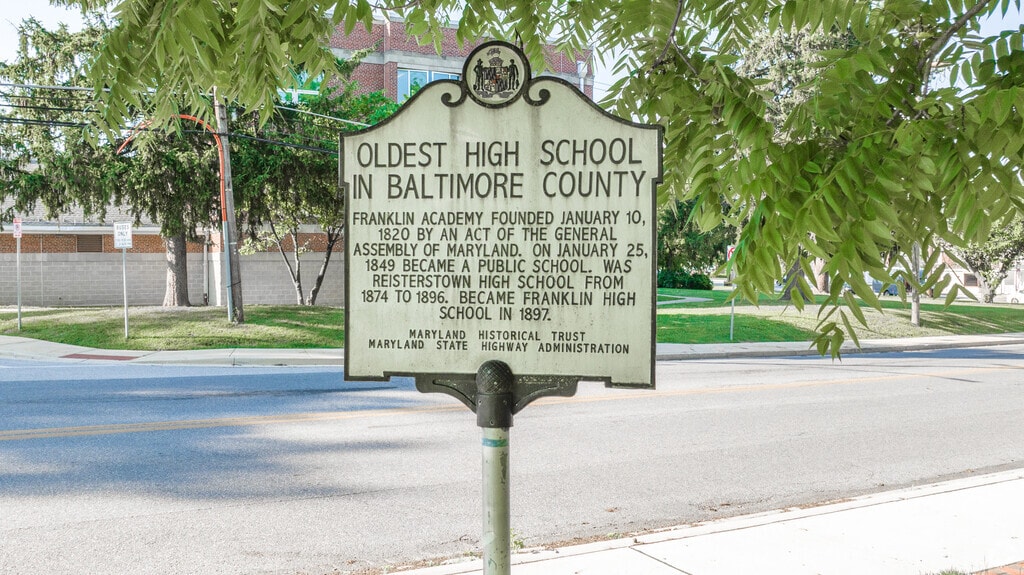 OLDEST HIGH SCHOOL
IN BALTIMORE COUNTY
FRANKLIN ACADEMY FOUNDED JANUARY 10,
1820 BY AN ACT OF THE GENERAL
ASSEMBLY OF MARYLAND. ON JANUARY 25,
1849 BECAME A PUBLIC SCHOOL. WAS
REISTERSTOWN HIGH SCHOOL FROM
1874 TO 1896. BECAME FRANKLIN HIGH
SCHOOL IN 1897.
MARYLAND HISTORICAL TRUST
MARYLAND STATE HIGHWAY ADMINISTRATION